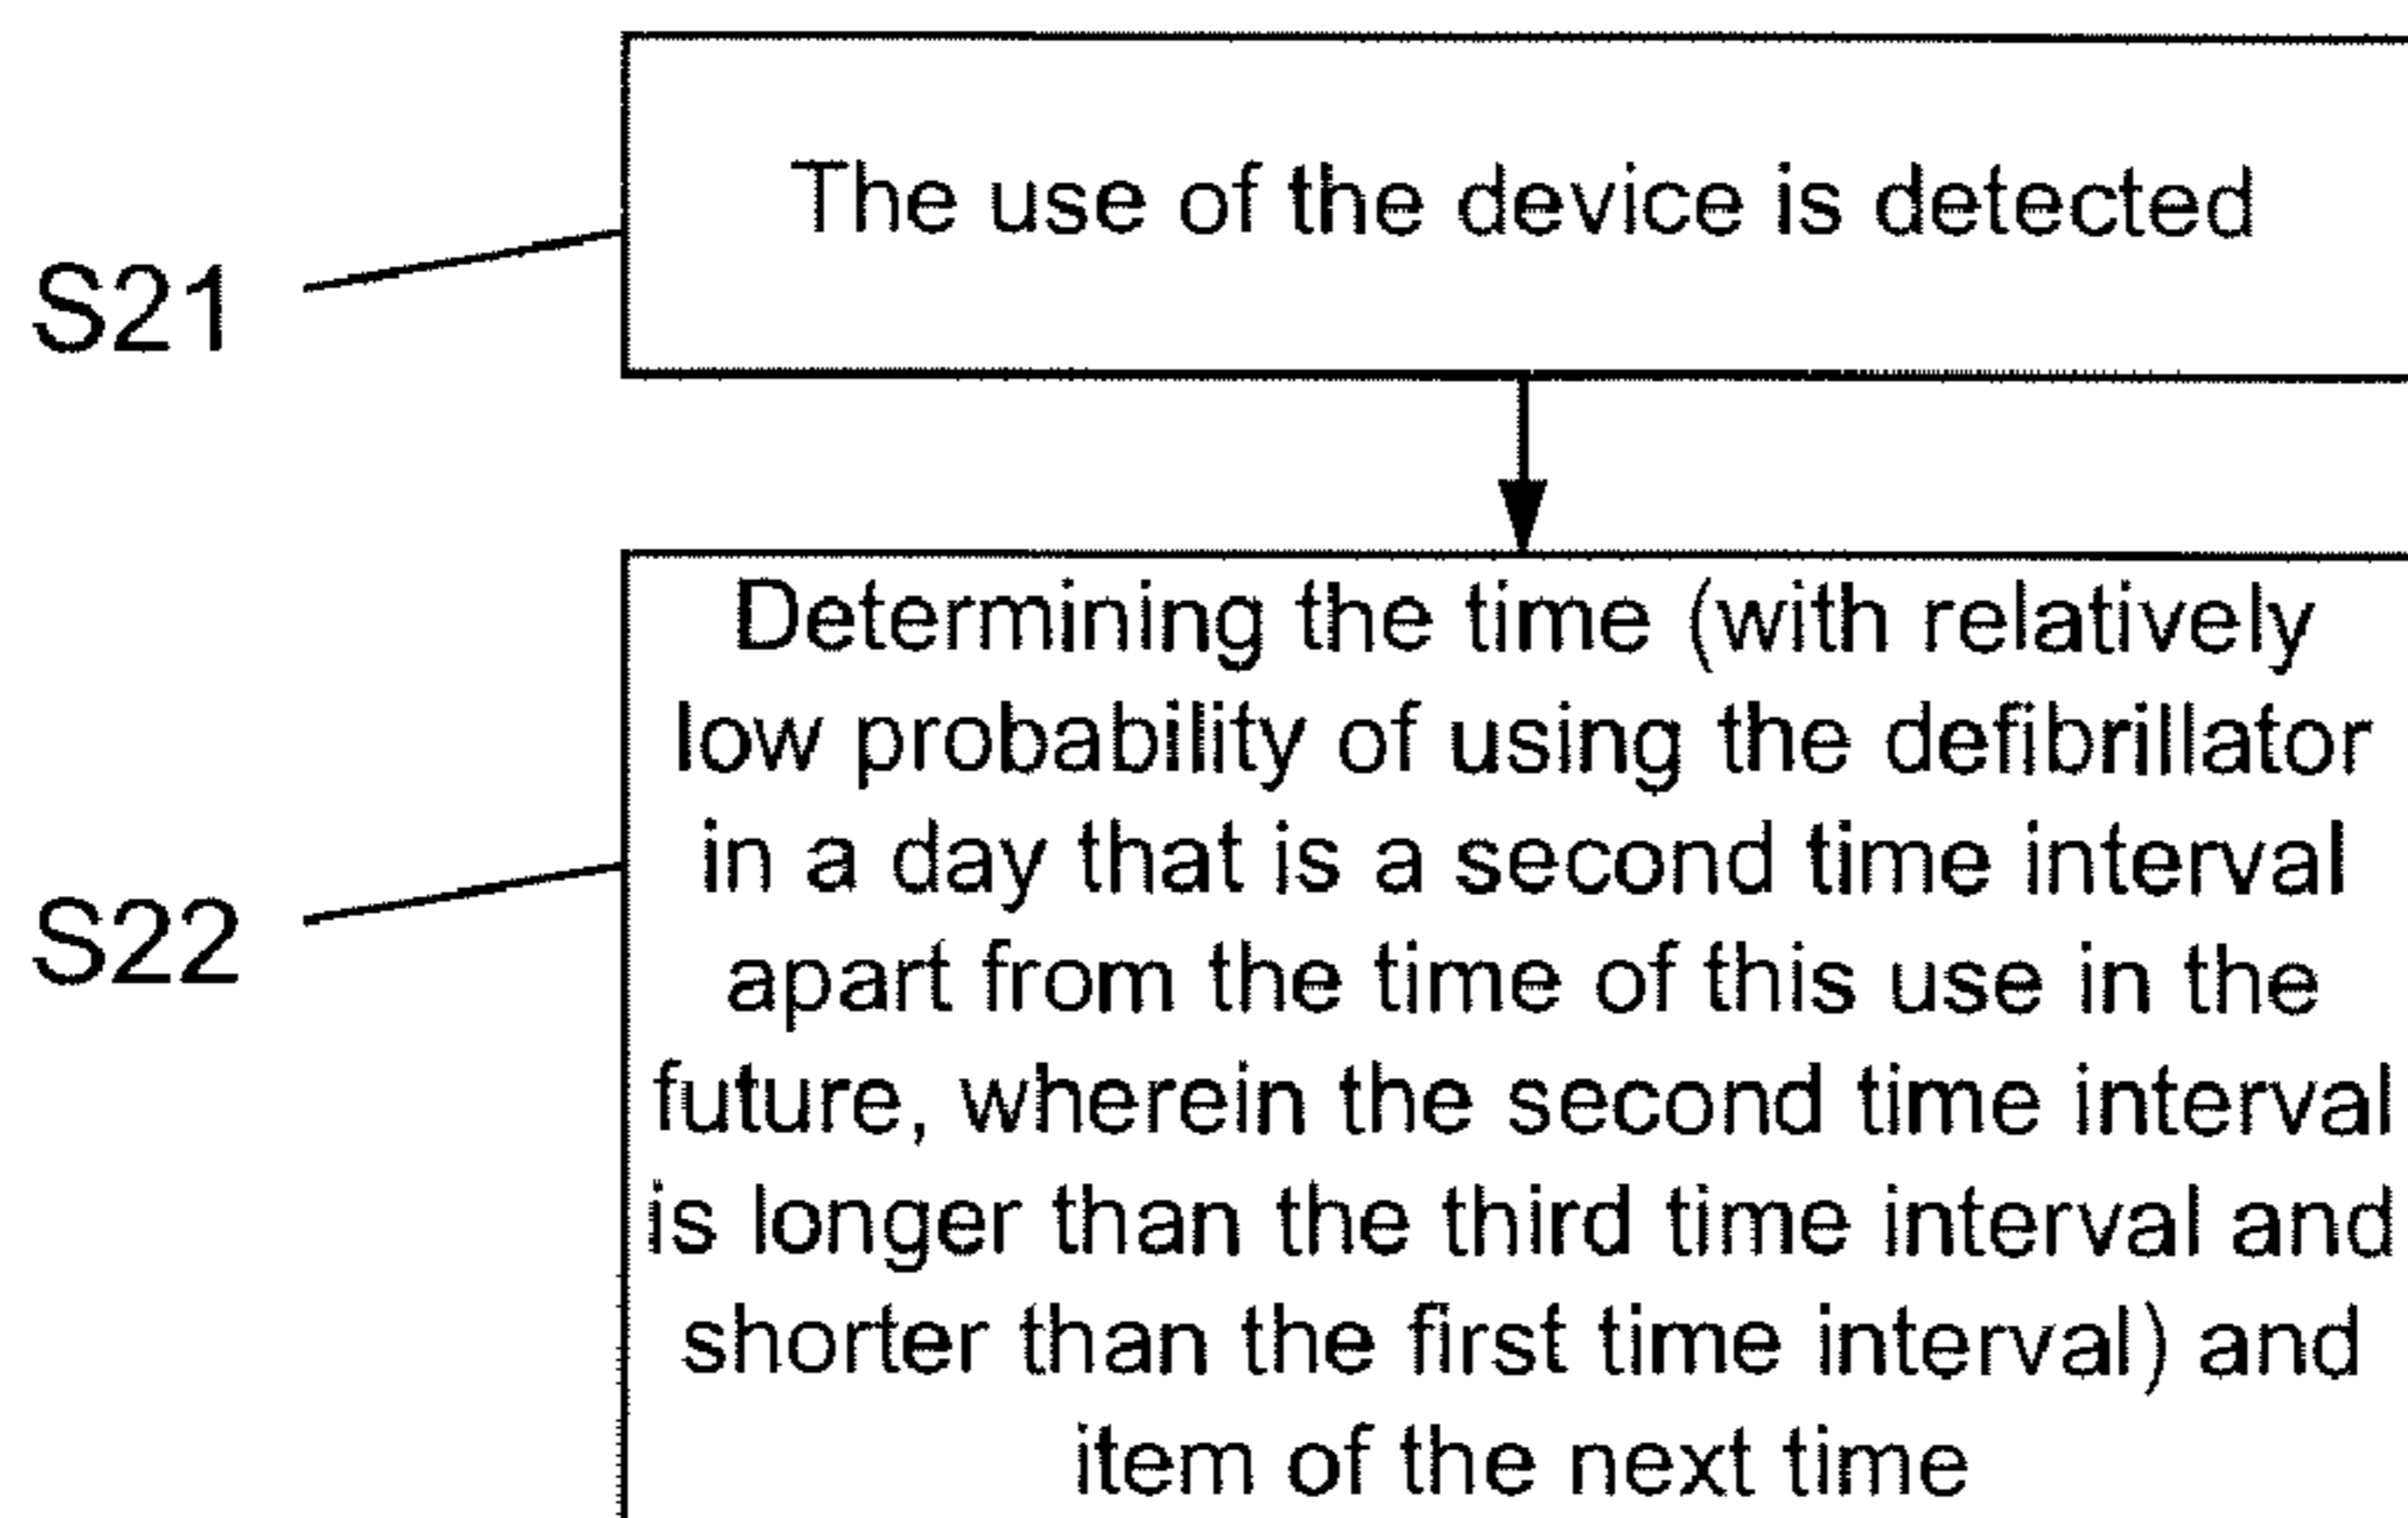 The use of the device is detected
S21
Determining the time (with relatively
low probability of using the defibrillator
in a day that is a second time interval
apart from the time of this use in the
future, wherein the second time interval
is longer than the third time interval and
shorter than the first time interval) and
item of the next time
S22